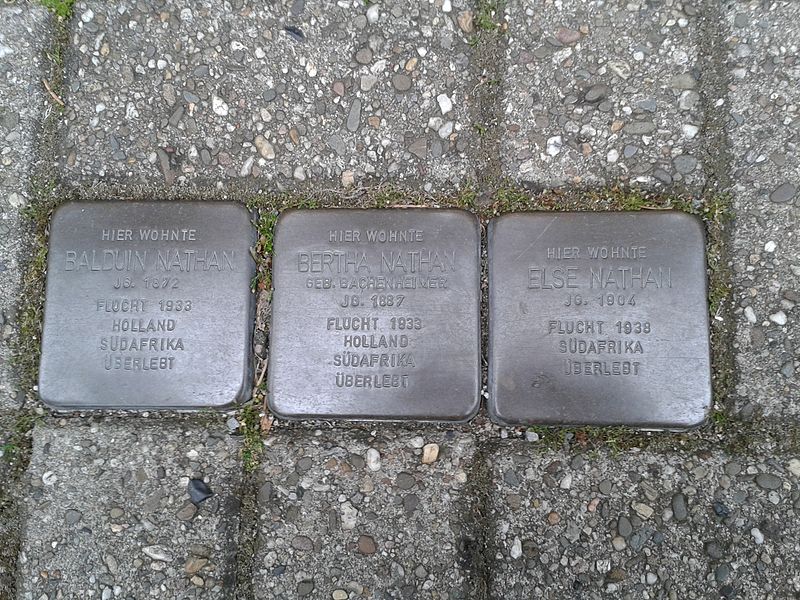 HIER WOHNTE
BALDUIN NATHAN
JG. 1872
FLUCHT 1933
HOLLAND
SÜDAFRIKA
ÜBERLEBT
HIER WOHNTE
BERTHA NATHAN
GEB. BACHENHEIMER
JG. 1887
FLUCHT 1933
HOLLAND
SÜDAFRIKA
ÜBERLEBT
HIER WOHNTE
ELSE NATHAN
JG. 1904
FLUCHT 1938
SÜDAFRIKA
ÜBERLEBT